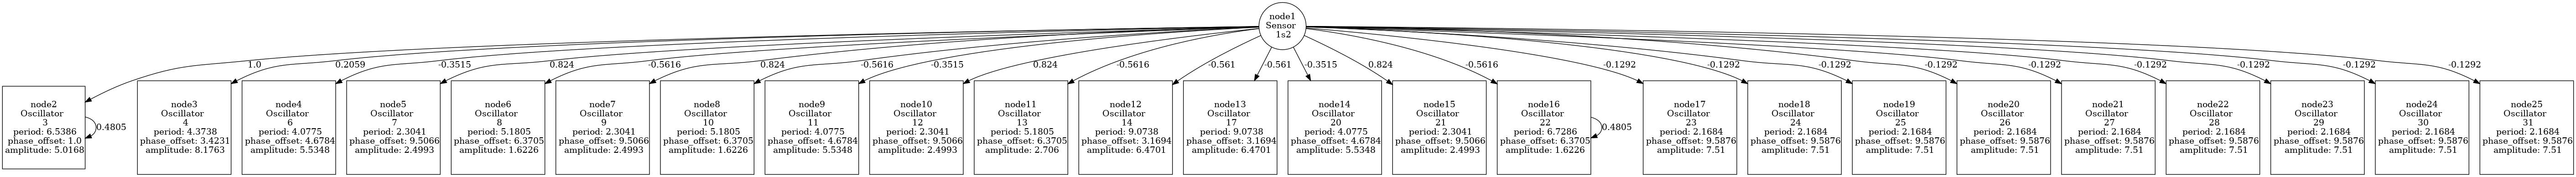 node1
Sensor
1s2
1.0
0.2059
-0.3515
0.824
-0.5616
0.824
-0.5616
-0.3515
0.824
-0.5616
-0.561
-0.561
-0.3515
0.824
-0.5616
-0.1292
-0.1292
-0.1292
-0.1292
-0.1292
-0.1292
-0.1292
-0.1292
-0.1292
node2
Oscillator
3
period: 6.5386
phase_offset: 1.0
amplitude: 5.0168
0.4805
node3
Oscillator
4
period: 4.3738
phase_offset: 3.4231
amplitude: 8.1763
node4
Oscillator
6
period: 4.0775
phase_offset: 4.6784
amplitude: 5.5348
node5
Oscillator
7
period: 2.3041
phase_offset: 9.5066
amplitude: 2.4993
node6
Oscillator
8
period: 5.1805
phase_offset: 6.3705
amplitude: 1.6226
node7
Oscillator
9
period: 2.3041
phase_offset: 9.5066
amplitude: 2.4993
node8
Oscillator
10
period: 5.1805
phase_offset: 6.3705
amplitude: 1.6226
node9
Oscillator
11
period: 4.0775
phase_offset: 4.6784
amplitude: 5.5348
node10
Oscillator
12
period: 2.3041
phase_offset: 9.5066
amplitude: 2.4993
node11
Oscillator
13
period: 5.1805
phase_offset: 6.3705
amplitude: 2.706
node12
Oscillator
14
period: 9.0738
phase_offset: 3.1694
amplitude: 6.4701
node13
Oscillator
17
period: 9.0738
phase_offset: 3.1694
amplitude: 6.4701
node14
Oscillator
20
period: 4.0775
phase_offset: 4.6784
amplitude: 5.5348
node15
Oscillator
21
period: 2.3041
phase_offset: 9.5066
amplitude: 2.4993
node16
Oscillator
22
period: 6.7286
phase_offset: 6.3705
amplitude: 1.6226
0.4805
node17
Oscillator
23
period: 2.1684
phase_offset: 9.5876
amplitude: 7.51
node18
Oscillator
24
period: 2.1684
phase_offset: 9.5876
amplitude: 7.51
node19
Oscillator
25
period: 2.1684
phase_offset: 9.5876
amplitude: 7.51
node20
Oscillator
26
period: 2.1684
phase_offset: 9.5876
amplitude: 7.51
node21
Oscillator
27
period: 2.1684
phase_offset: 9.5876
amplitude: 7.51
node22
Oscillator
28
period: 2.1684
phase_offset: 9.5876
amplitude: 7.51
node23
Oscillator
29
period: 2.1684
phase_offset: 9.5876
amplitude: 7.51
node24
Oscillator
30
period: 2.1684
phase_offset: 9.5876
amplitude: 7.51
node25
Oscillator
31
period: 2.1684
phase_offset: 9.5876
amplitude: 7.51